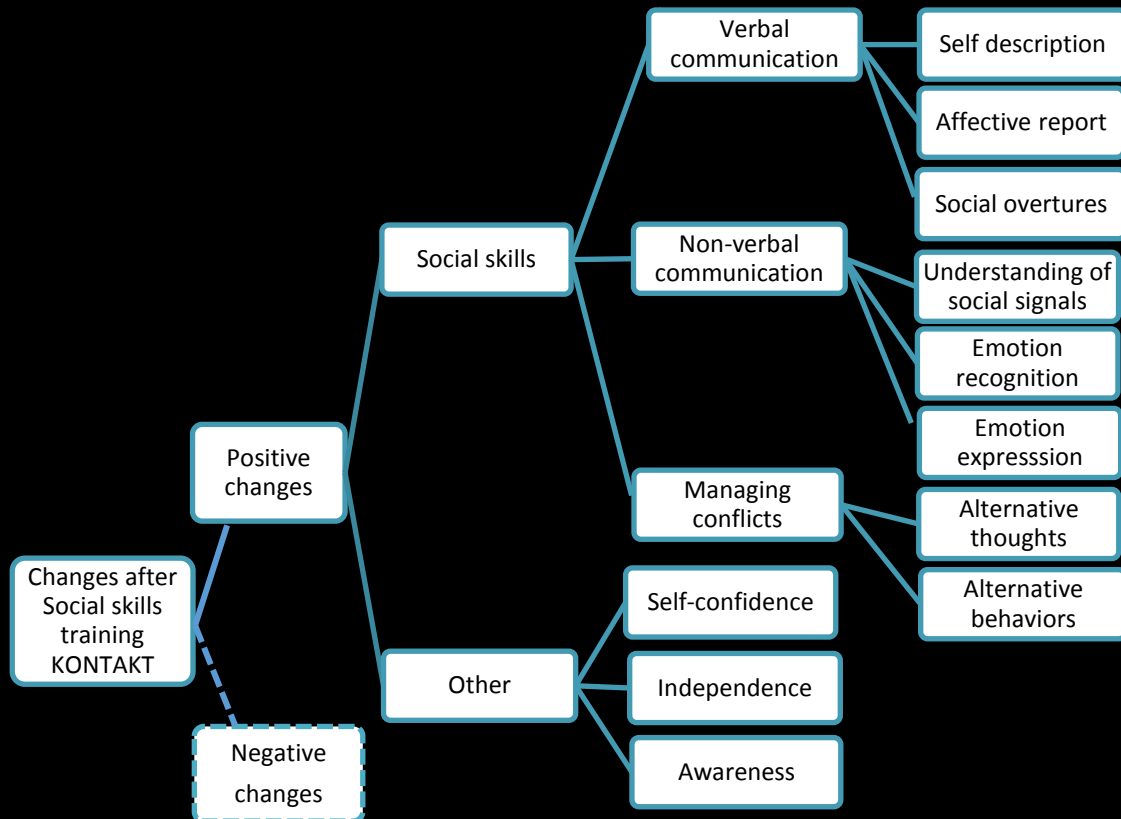 Verbal
communication
Self description
Affective report
Social overtures
Social skills
Non-verbal
communication
Understanding of
social signals
Emotion
recognition
Emotion
expresssion
Positive
changes
Managing
conflicts
Alternative
thoughts
Alternative
behaviors
Changes after
Social skills
training
KONTAKT
Self-confidence
Other
Independence
Awareness
Negative
changes